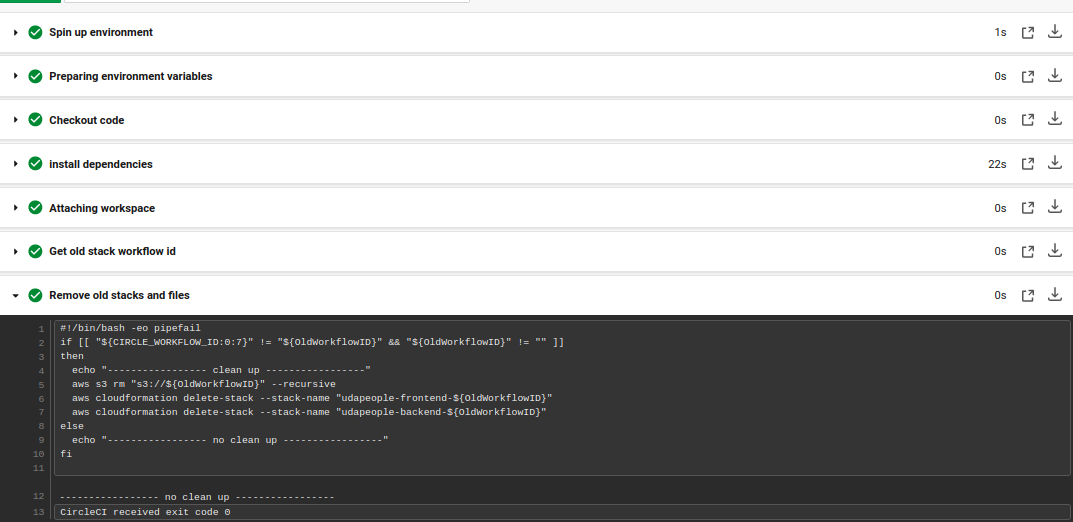 Spin up environment 1s
Preparing environment variables 0s
Checkout code 0s
install dependencies 22s
Attaching workspace 0s
Get old stack workflow id 0s
Remove old stacks and files 0s
1 #!/bin/bash -eo pipefail
2 if [[ "${CIRCLE_WORKFLOW_ID:0:7}" != "${OldWorkflowID}" && "${OldWorkflowID}" != "" ]]
3 then
4   echo "----------------- clean up -----------------"
5   aws s3 rm "s3://${OldWorkflowID}" --recursive
6   aws cloudformation delete-stack --stack-name "udapeople-frontend-${OldWorkflowID}"
7   aws cloudformation delete-stack --stack-name "udapeople-backend-${OldWorkflowID}"
8 else
9   echo "----------------- no clean up -----------------"
10 fi
11
12 ----------------- no clean up -----------------
13 CircleCI received exit code 0